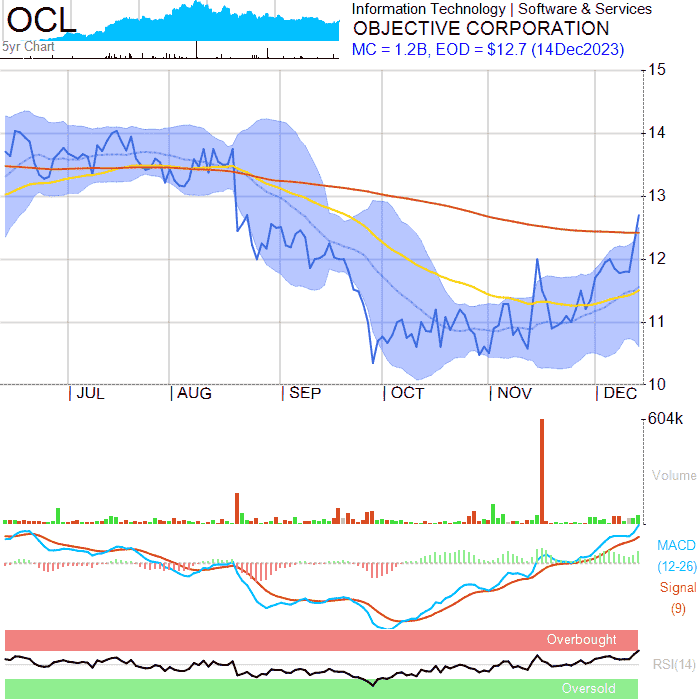 OCL
5yr Chart
Information Technology | Software & Services
OBJECTIVE CORPORATION
MC = 1.2B, EOD = $12.7 (14Dec2023)
15
14
13
12
11
10
JUL
AUG
SEP
OCT
NOV
DEC
604k
Volume
MACD
(12-26)
Signal
(9)
Overbought
RSI(14)
Oversold